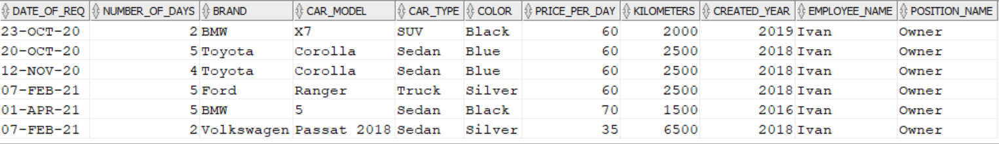 DATE_OF_REQ NUMBER_OF_DAYS BRAND CAR_MODEL CAR_TYPE COLOR PRICE_PER_DAY KILOMETERS CREATED_YEAR EMPLOYEE_NAME POSITION_NAME
23-OCT-20 2 BMW X7 SUV Black 60 2000 2019 Ivan Owner
20-OCT-20 5 Toyota Corolla Sedan Blue 60 2500 2018 Ivan Owner
12-NOV-20 4 Toyota Corolla Sedan Blue 60 2500 2018 Ivan Owner
07-FEB-21 5 Ford Ranger Truck Silver 60 2500 2018 Ivan Owner
01-APR-21 5 BMW 5 Sedan Black 70 1500 2016 Ivan Owner
07-FEB-21 2 Volkswagen Passat 2018 Sedan Silver 35 6500 2018 Ivan Owner